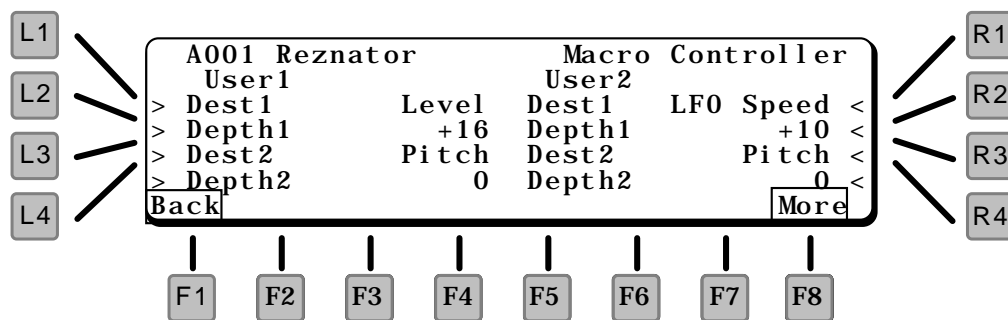 L1
L2
L3
L4
A001 Reznator Macro Controller
User1 User2
> Dest1 Level Dest1 LFO Speed <
> Depth1 +16 Depth1 +10 <
> Dest2 Pitch Dest2 Pitch <
> Depth2 0 Depth2 0 <
Back More
R1
R2
R3
R4
F1 F2 F3 F4 F5 F6 F7 F8